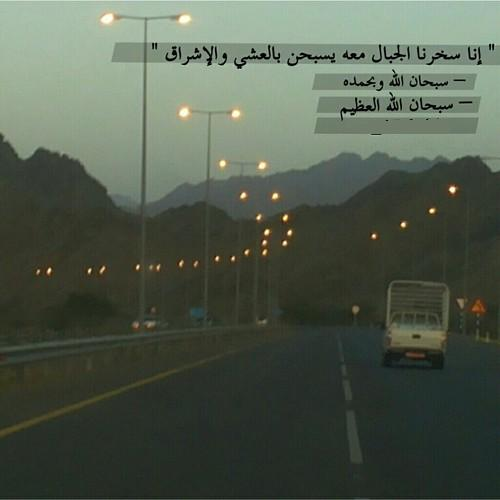 " إنا سخرنا الجبال معه يسبحن بالعشي والإشراق "
— سبحان الله وبحمده
— سبحان الله العظيم